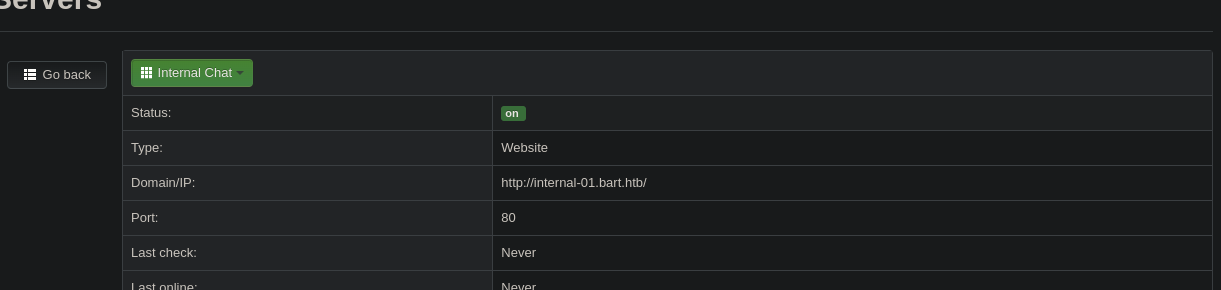 Servers
Go back
Internal Chat
Status: on
Type: Website
Domain/IP: http://internal-01.bart.htb/
Port: 80
Last check: Never
Last online: Never